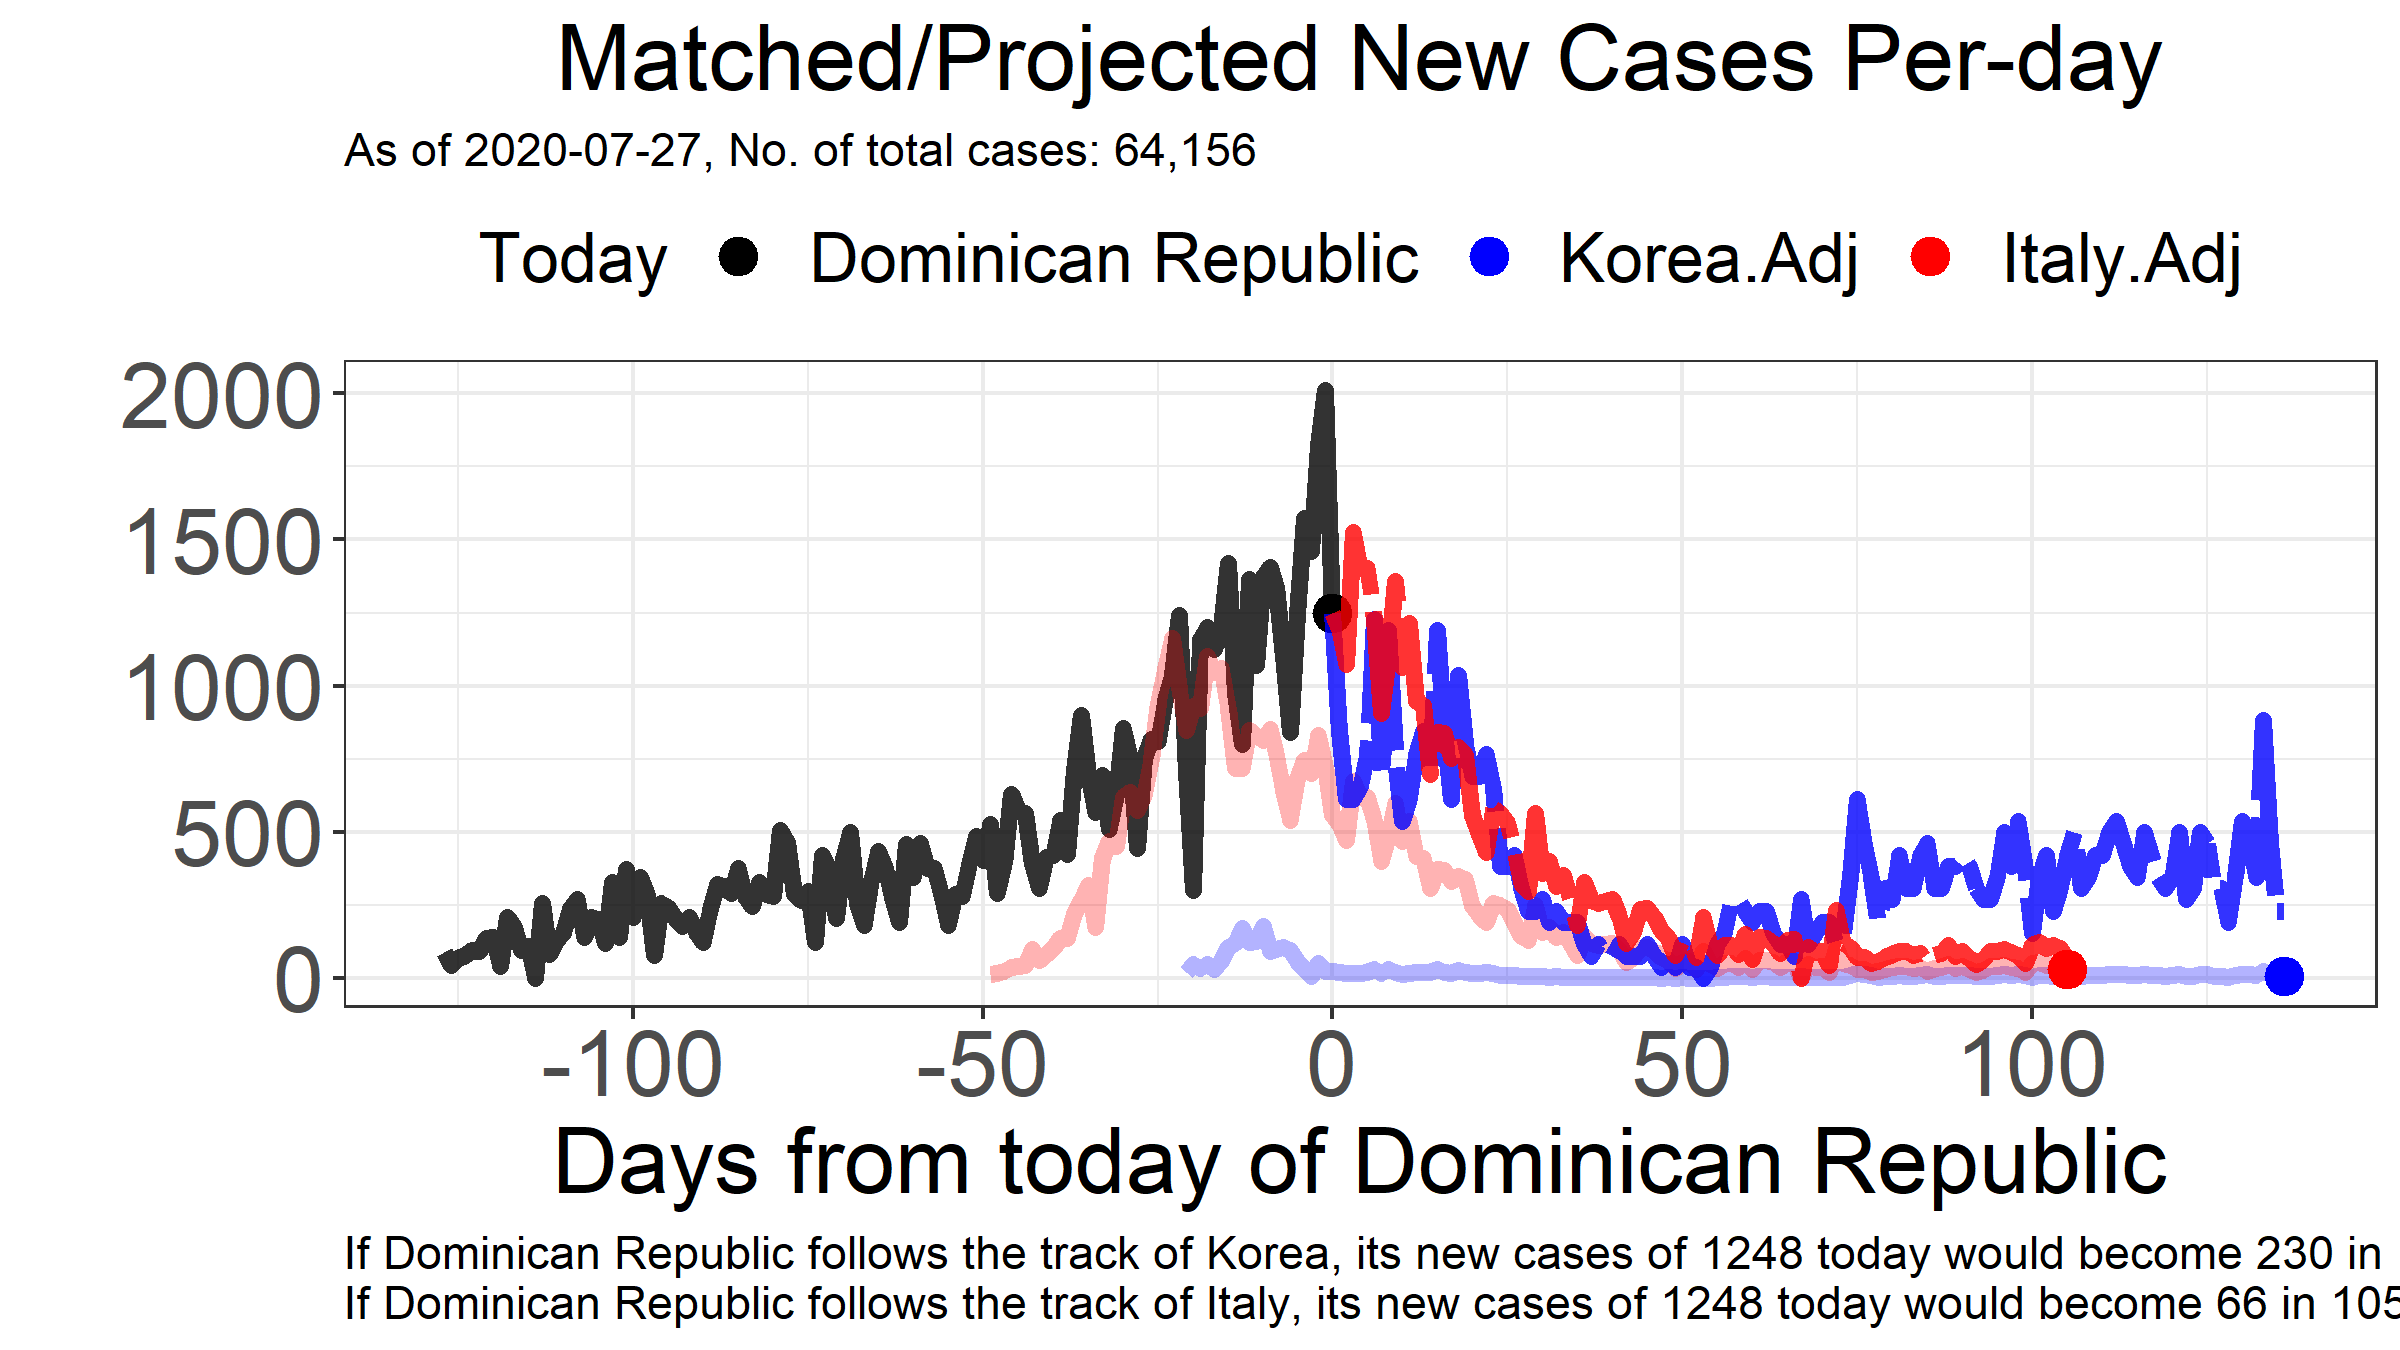 Matched/Projected New Cases Per-day
As of 2020-07-27, No. of total cases: 64,156
Today Dominican Republic Korea.Adj Italy.Adj
2000
1500
1000
500
0
-100 -50 0 50 100
Days from today of Dominican Republic
If Dominican Republic follows the track of Korea, its new cases of 1248 today would become 230 in
If Dominican Republic follows the track of Italy, its new cases of 1248 today would become 66 in 105